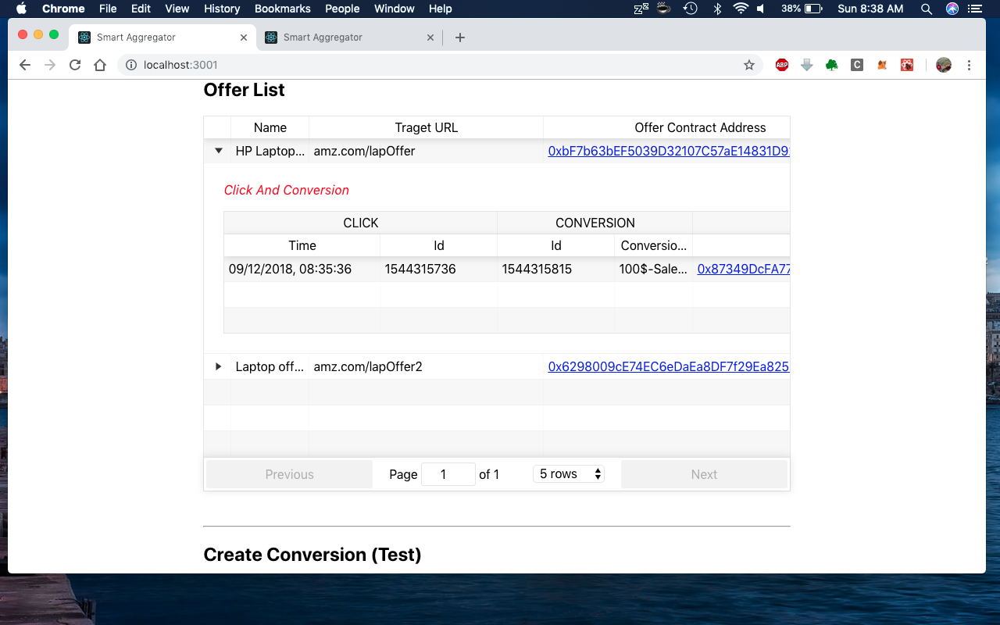 Chrome File Edit View History Bookmarks People Window Help 38% Sun 8:38 AM
Smart Aggregator Smart Aggregator
localhost:3001 ABP C
Offer List
Name Traget URL Offer Contract Address
HP Laptop... amz.com/lapOffer 0xbF7b63bEF5039D32107C57aE14831D9
Click And Conversion
CLICK CONVERSION
Time Id Id Conversio...
09/12/2018, 08:35:36 1544315736 1544315815 100$-Sale... 0x87349DcFA77
Laptop off... amz.com/lapOffer2 0x6298009cE74EC6eDaEa8DF7f29Ea825
Previous Page 1 of 1 5 rows Next
Create Conversion (Test)